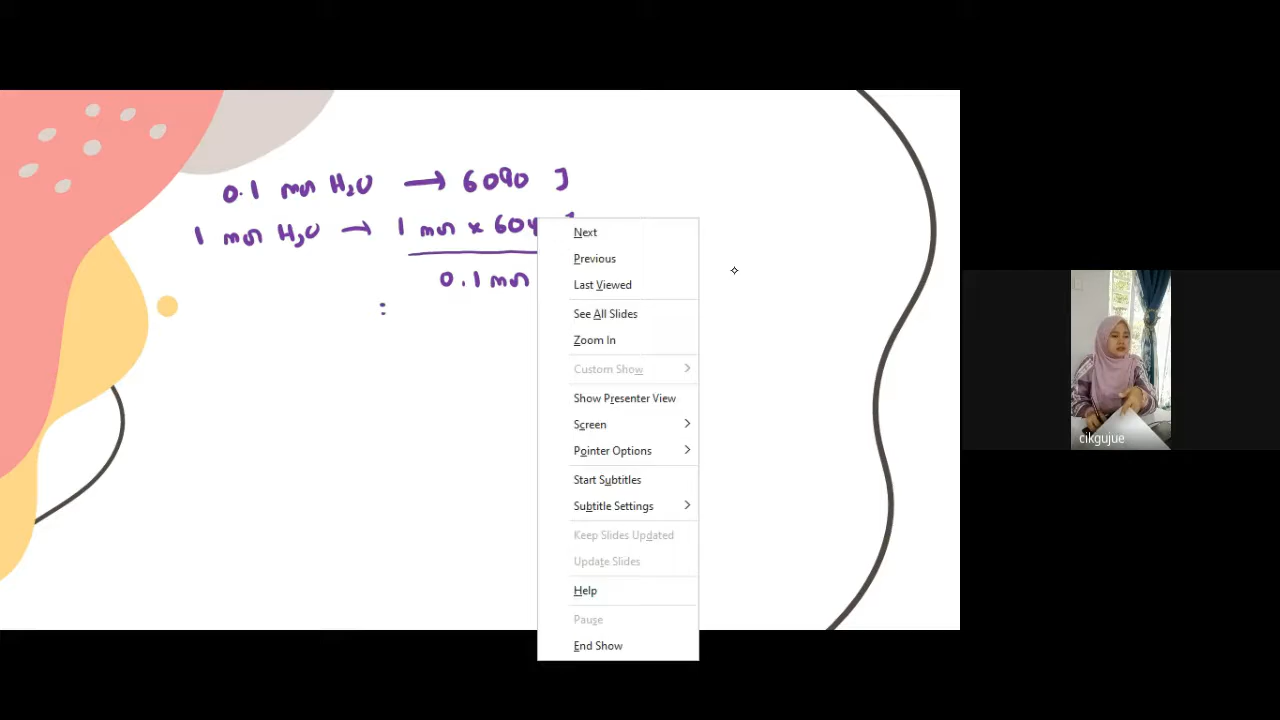 0.1 mol H₂O → 6090 J
1 mol H₂O → 1 mol x
0.1 mol
=
Next
Previous
Last Viewed
See All Slides
Zoom In
Custom Show
Show Presenter View
Screen
Pointer Options
Start Subtitles
Subtitle Settings
Keep Slides Updated
Update Slides
Help
Pause
End Show
cikgujue